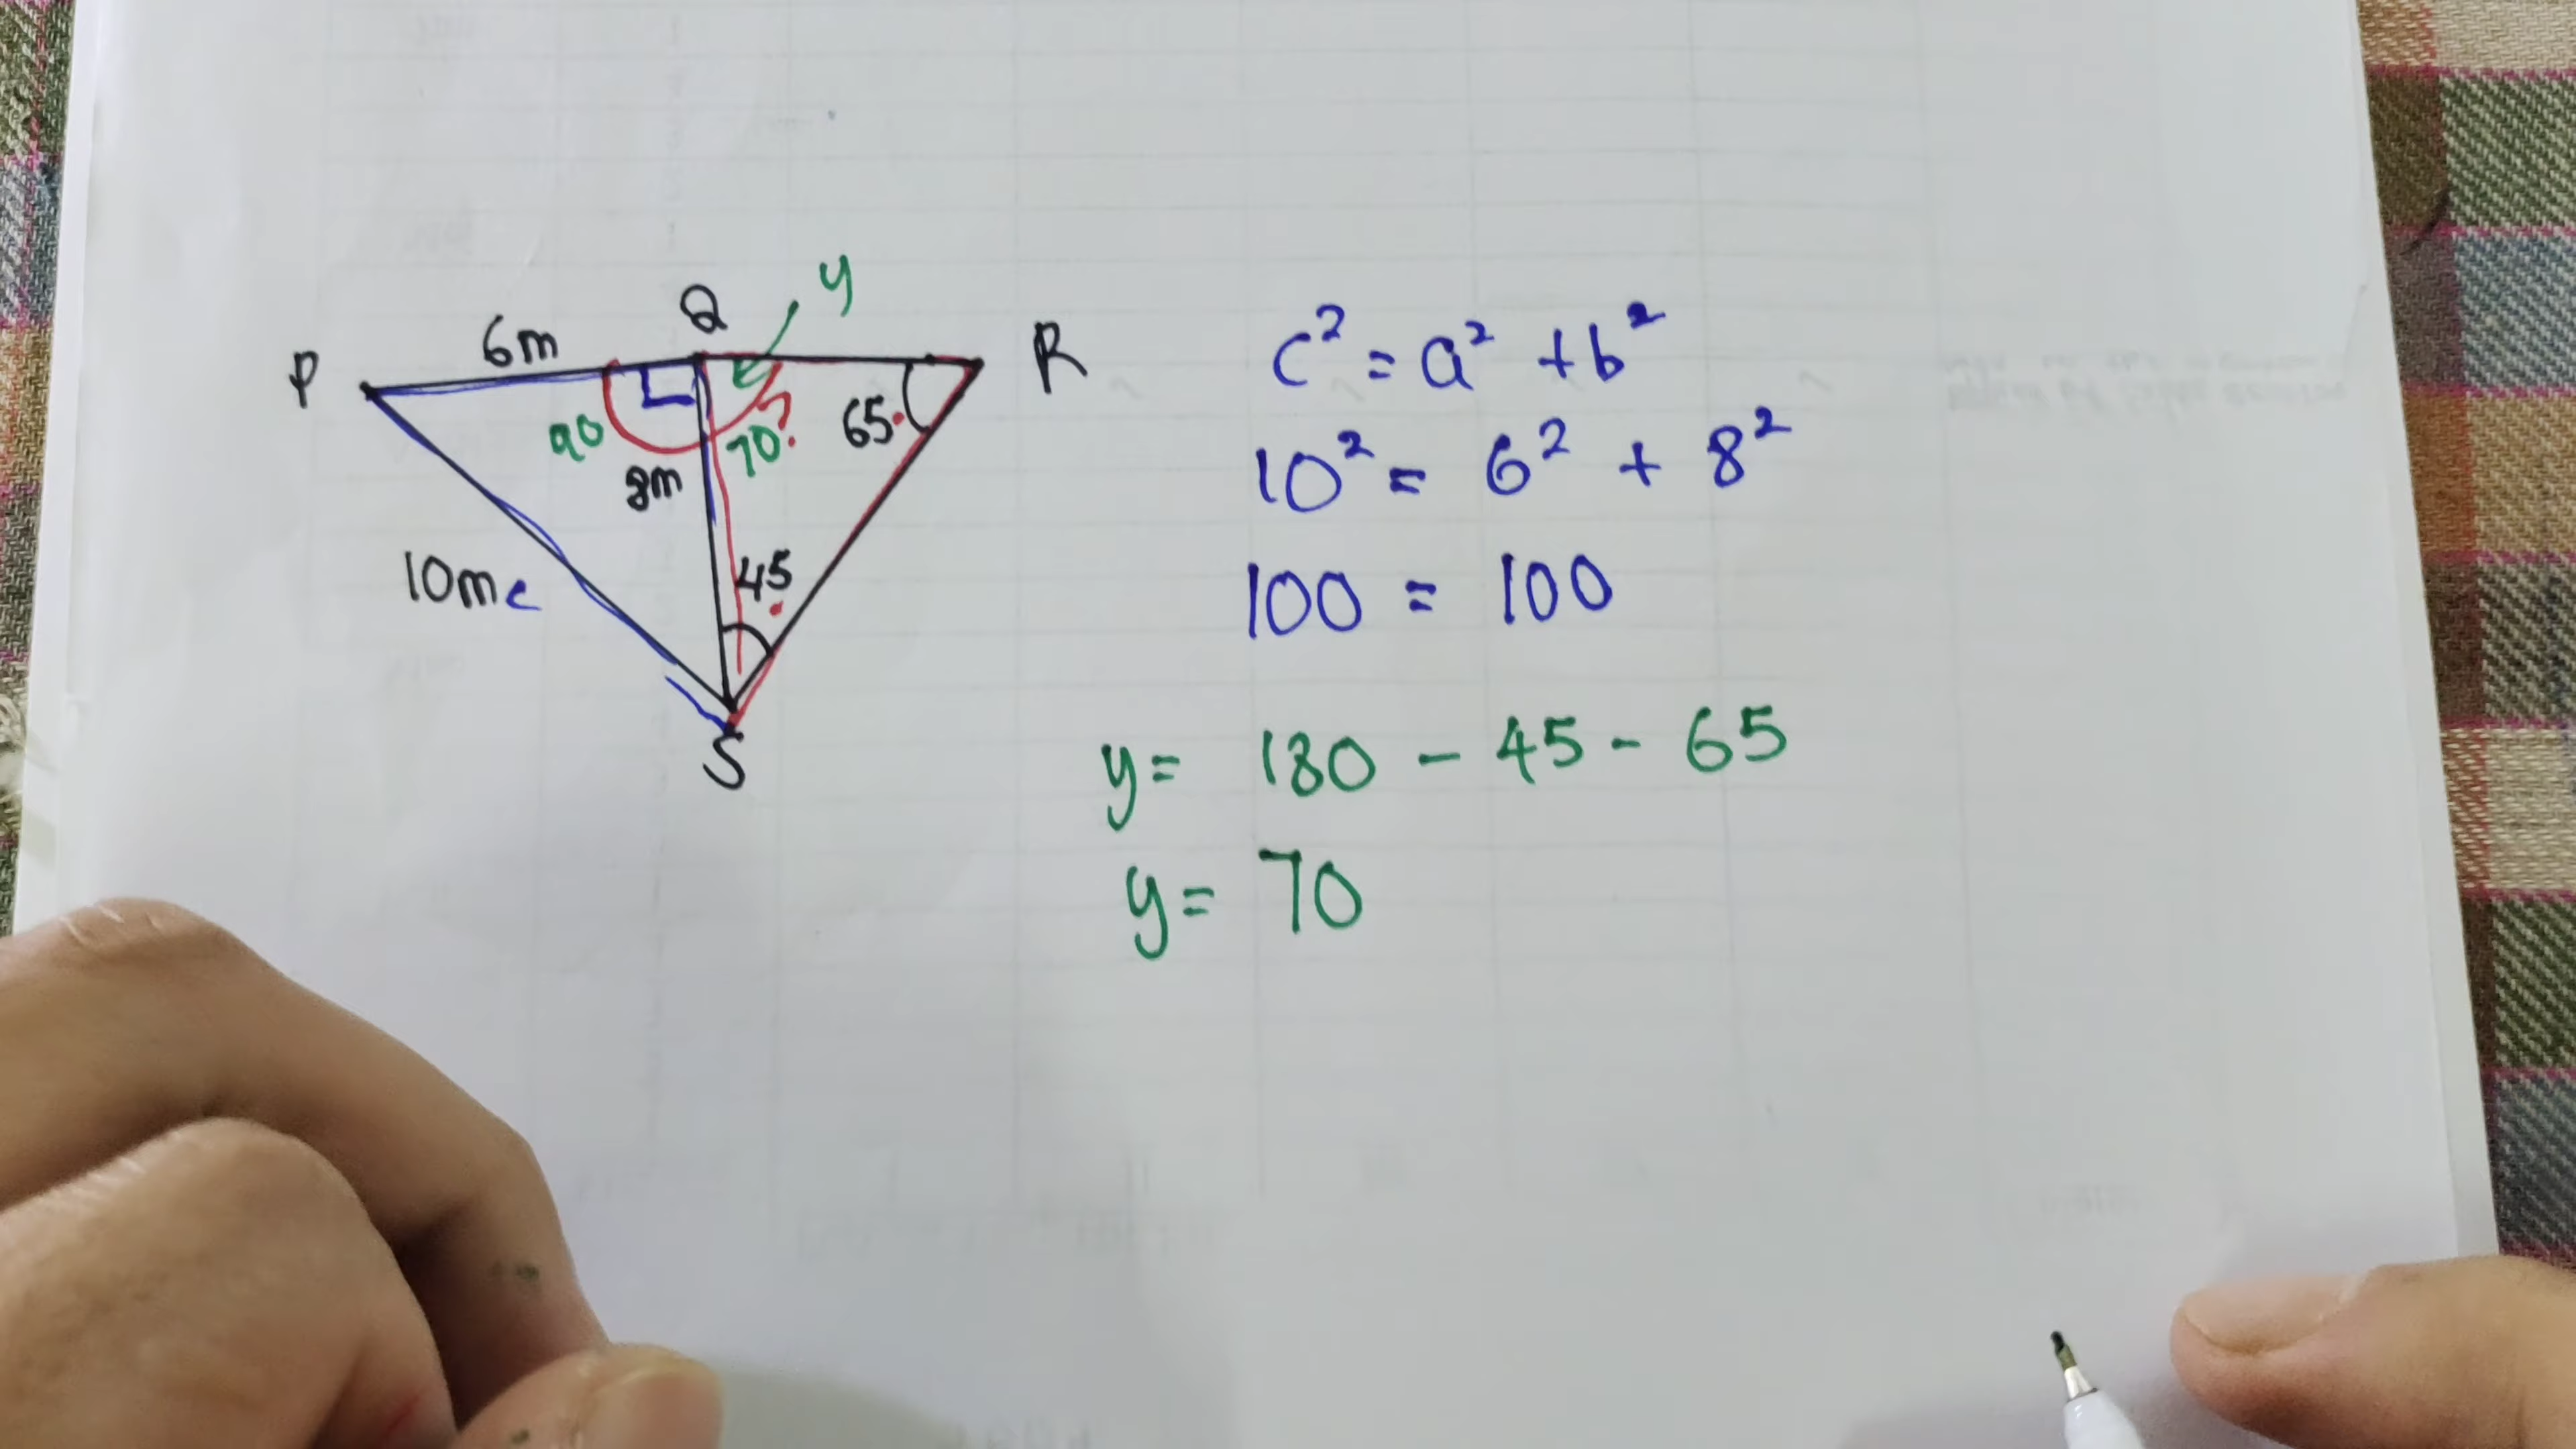 y
Q
6m
P
R
90
70
?
65
8m
45
10m c
S
c² = a² + b²
10² = 6² + 8²
100 = 100
y = 180 - 45 - 65
y = 70